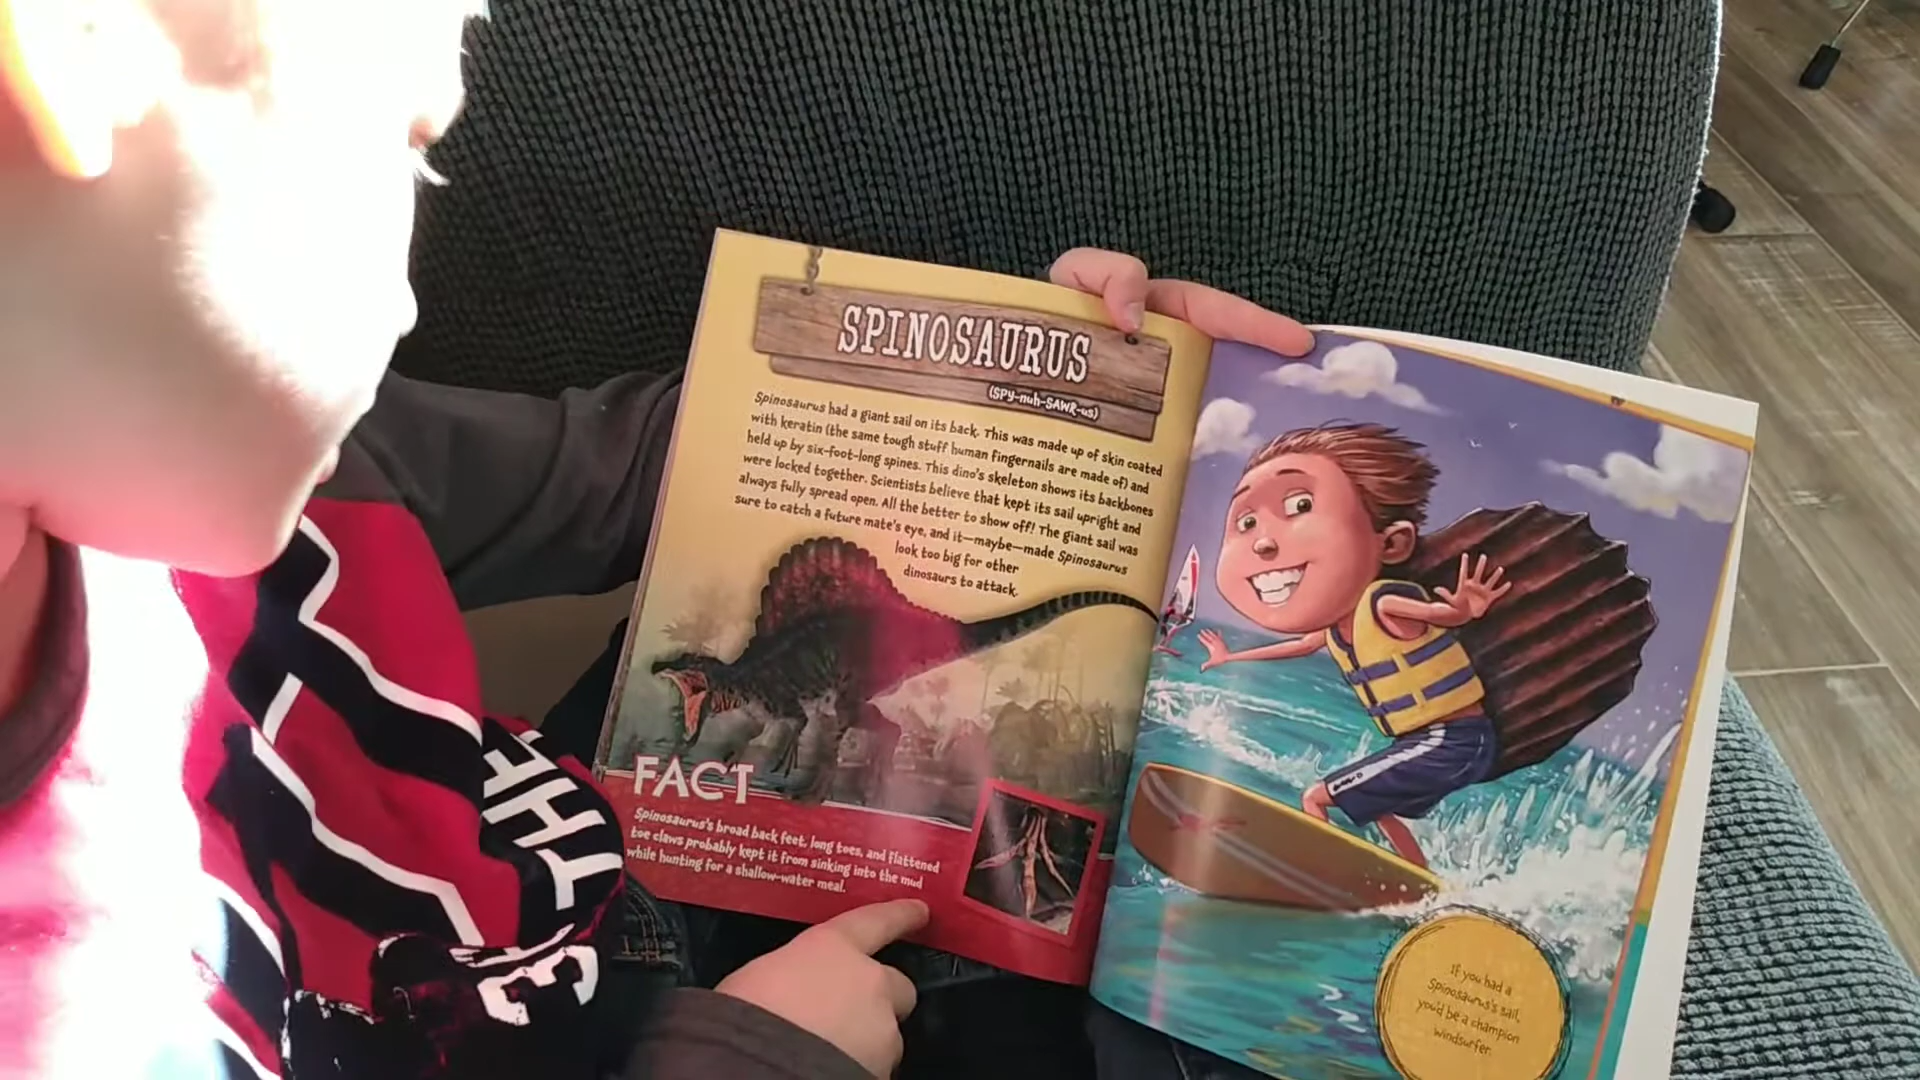 SPINOSAURUS
(SPY-nuh-SAWR-us)
Spinosaurus had a giant sail on its back. This was made up of skin coated
with keratin (the same tough stuff human fingernails are made of) and
held up by six-foot-long spines. This dino's skeleton shows its backbones
were locked together. Scientists believe that kept its sail upright and
always fully spread open. All the better to show off! The giant sail was
sure to catch a future mate's eye, and it—maybe—made Spinosaurus
look too big for other
dinosaurs to attack.
FACT
Spinosaurus's broad back feet, long toes, and flattened
toe claws probably kept it from sinking into the mud
while hunting for a shallow-water meal.
If you had a
Spinosaurus's sail,
you'd be a champion
windsurfer.
THE